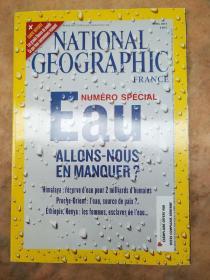 NATIONAL
GEOGRAPHIC
FRANCE
NUMÉRO SPÉCIAL
Eau
ALLONS-NOUS
EN MANQUER ?
Himalaya : réserve d'eau pour 2 milliards d'humains
Proche-Orient : l'eau, source de paix ?
Éthiopie/Kenya : les femmes, esclaves de l'eau...